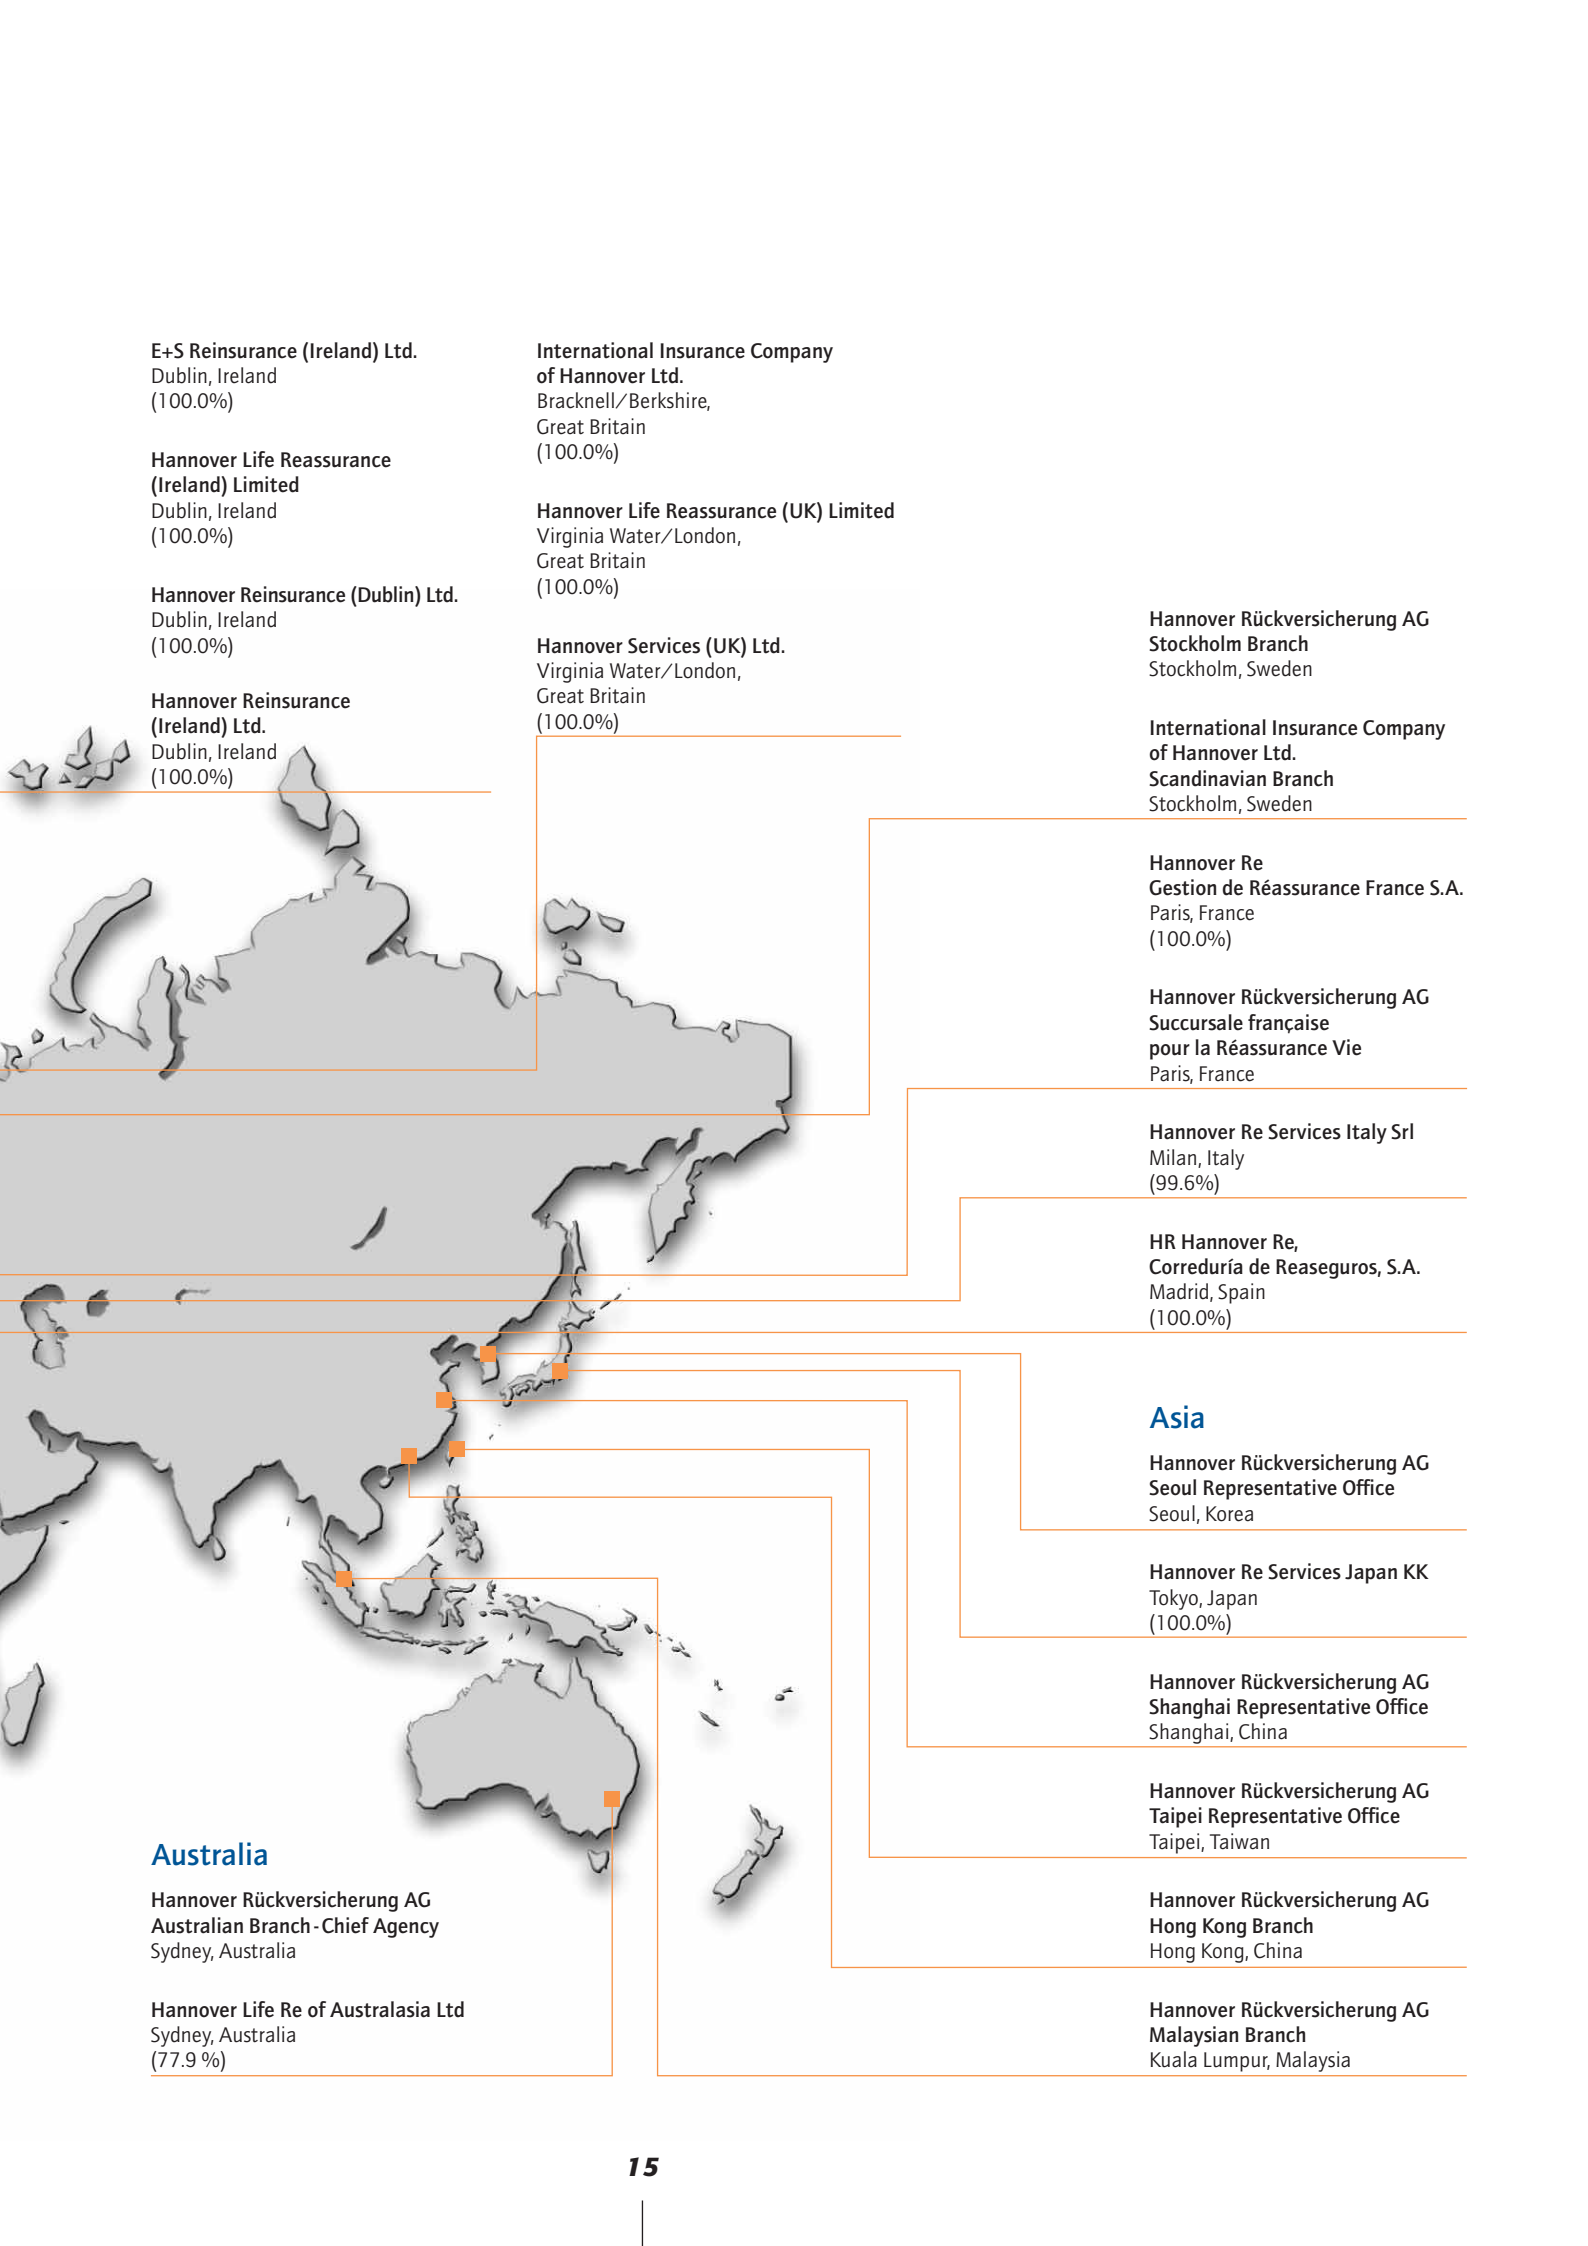 E+S Reinsurance (Ireland) Ltd.
Dublin, Ireland
(100.0%)
Hannover Life Reassurance
(Ireland) Limited
Dublin, Ireland
(100.0%)
Hannover Reinsurance (Dublin) Ltd.
Dublin, Ireland
(100.0%)
Hannover Reinsurance
(Ireland) Ltd.
Dublin, Ireland
(100.0%)
International Insurance Company
of Hannover Ltd.
Bracknell/Berkshire,
Great Britain
(100.0%)
Hannover Life Reassurance (UK) Limited
Virginia Water/London,
Great Britain
(100.0%)
Hannover Services (UK) Ltd.
Virginia Water/London,
Great Britain
(100.0%)
Hannover Rückversicherung AG
Stockholm Branch
Stockholm, Sweden
International Insurance Company
of Hannover Ltd.
Scandinavian Branch
Stockholm, Sweden
Hannover Re
Gestion de Réassurance France S.A.
Paris, France
(100.0%)
Hannover Rückversicherung AG
Succursale française
pour la Réassurance Vie
Paris, France
Hannover Re Services Italy Srl
Milan, Italy
(99.6%)
HR Hannover Re,
Correduría de Reaseguros, S.A.
Madrid, Spain
(100.0%)
Asia
Hannover Rückversicherung AG
Seoul Representative Office
Seoul, Korea
Hannover Re Services Japan KK
Tokyo, Japan
(100.0%)
Hannover Rückversicherung AG
Shanghai Representative Office
Shanghai, China
Hannover Rückversicherung AG
Taipei Representative Office
Taipei, Taiwan
Hannover Rückversicherung AG
Hong Kong Branch
Hong Kong, China
Hannover Rückversicherung AG
Malaysian Branch
Kuala Lumpur, Malaysia
Australia
Hannover Rückversicherung AG
Australian Branch - Chief Agency
Sydney, Australia
Hannover Life Re of Australasia Ltd
Sydney, Australia
(77.9 %)
15